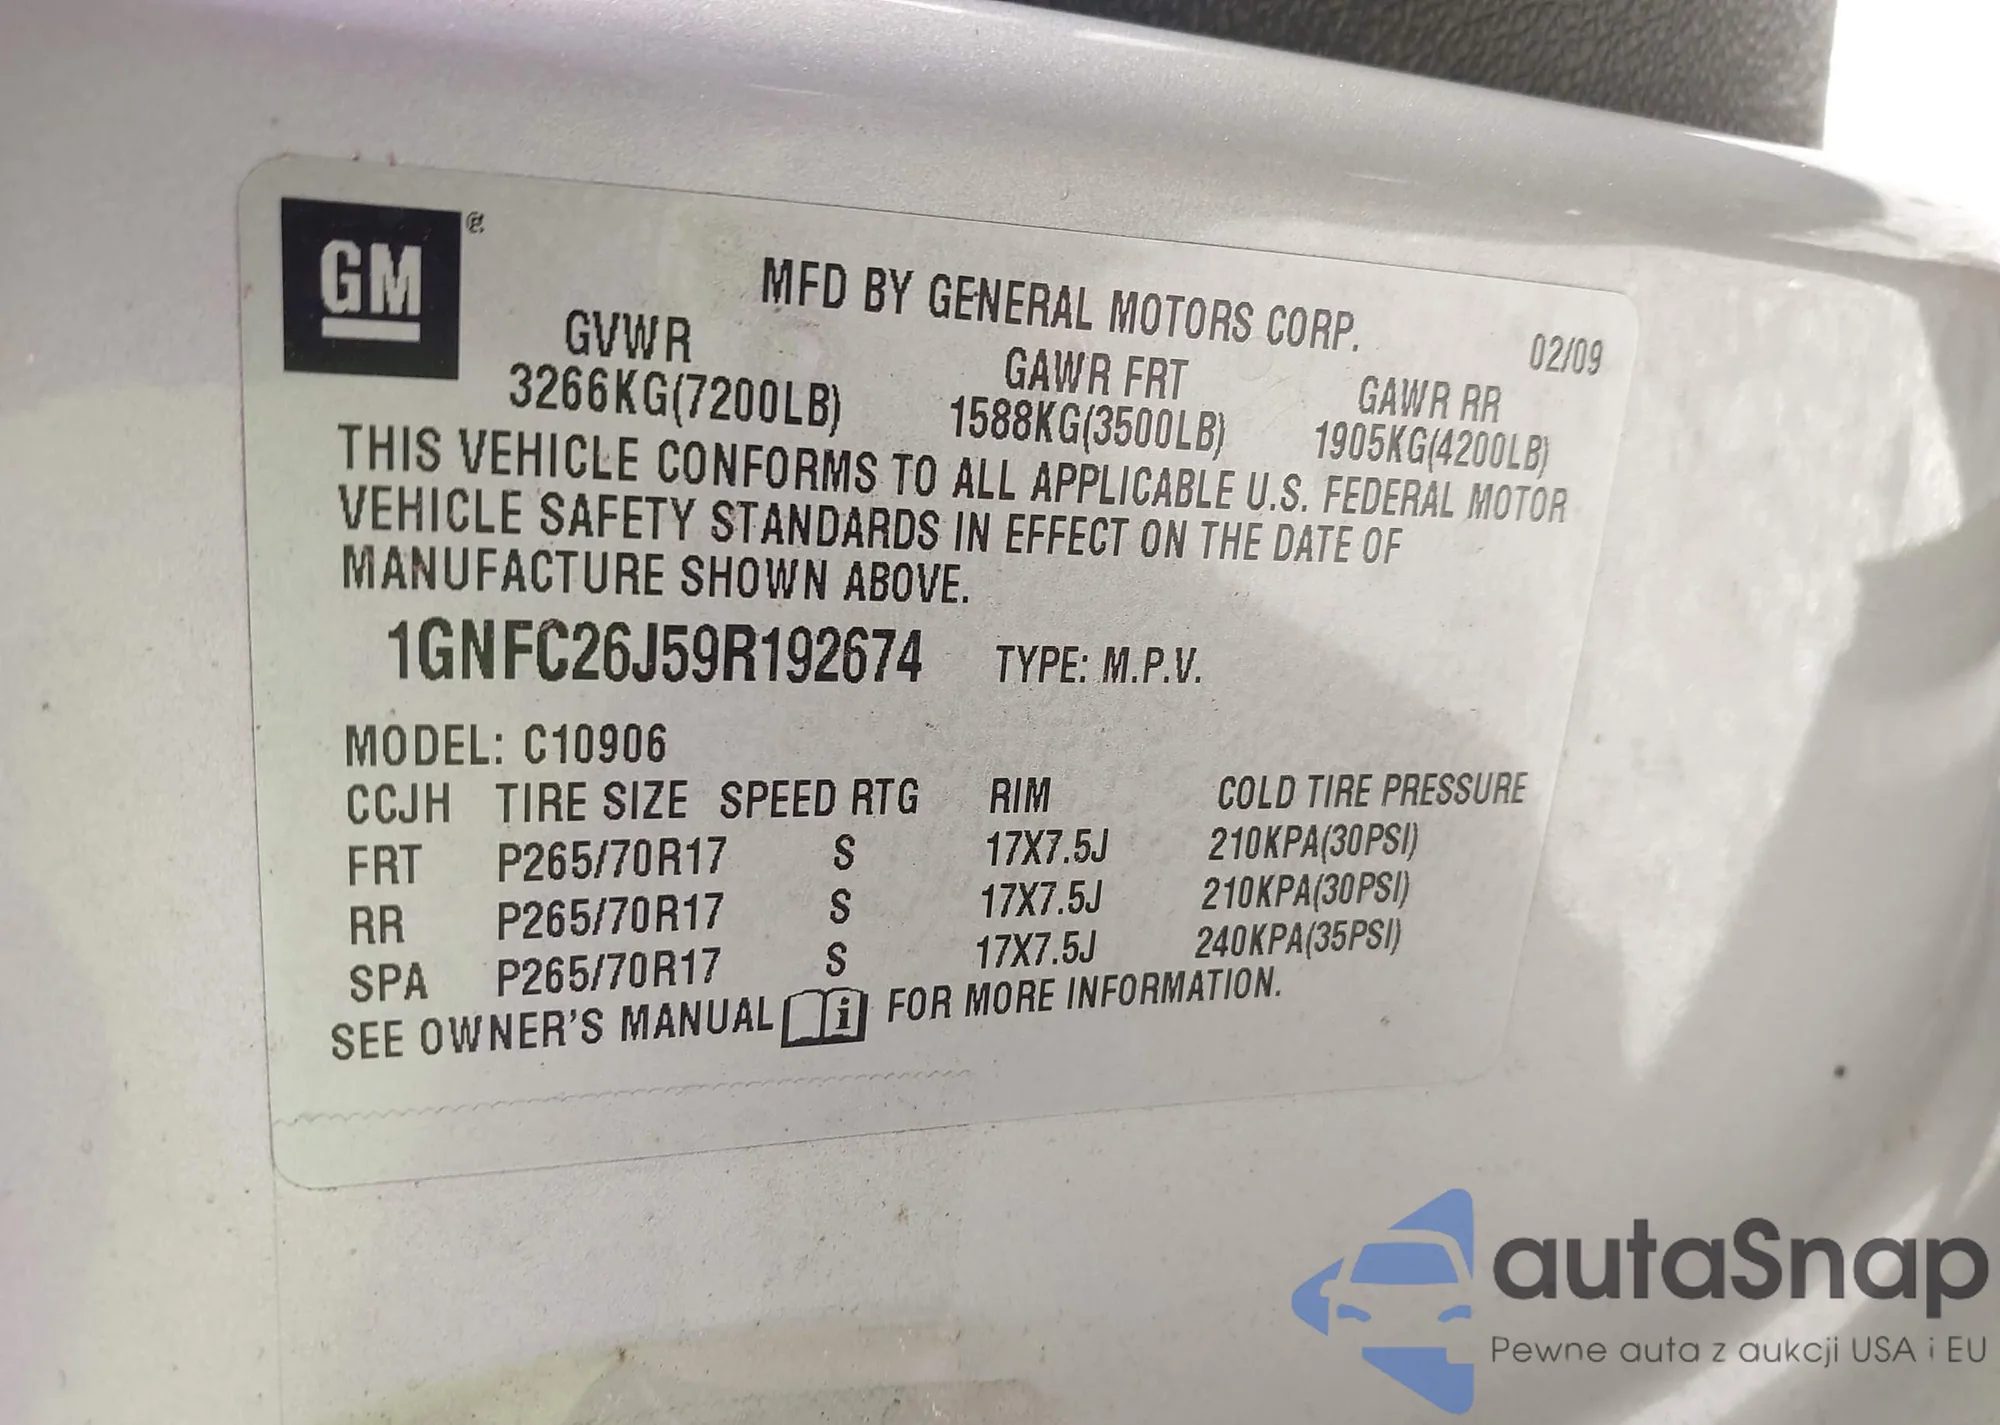 GM
MFD BY GENERAL MOTORS CORP.
02/09
GVWR GAWR FRT GAWR RR
3266KG(7200LB) 1588KG(3500LB) 1905KG(4200LB)
THIS VEHICLE CONFORMS TO ALL APPLICABLE U.S. FEDERAL MOTOR
VEHICLE SAFETY STANDARDS IN EFFECT ON THE DATE OF
MANUFACTURE SHOWN ABOVE.
1GNFC26J59R192674 TYPE: M.P.V.
MODEL: C10906
CCJH TIRE SIZE SPEED RTG RIM COLD TIRE PRESSURE
FRT P265/70R17 S 17X7.5J 210KPA(30PSI)
RR P265/70R17 S 17X7.5J 210KPA(30PSI)
SPA P265/70R17 S 17X7.5J 240KPA(35PSI)
SEE OWNER'S MANUAL i FOR MORE INFORMATION.
autaSnap
Pewne auta z aukcji USA i EU